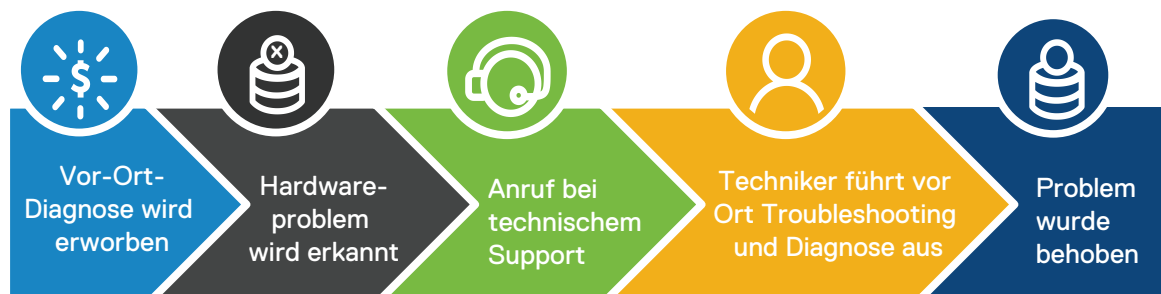 $
Vor-Ort-
Diagnose wird
erworben
Hardware-
problem
wird erkannt
Anruf bei
technischem
Support
Techniker führt vor
Ort Troubleshooting
und Diagnose aus
Problem
wurde
behoben